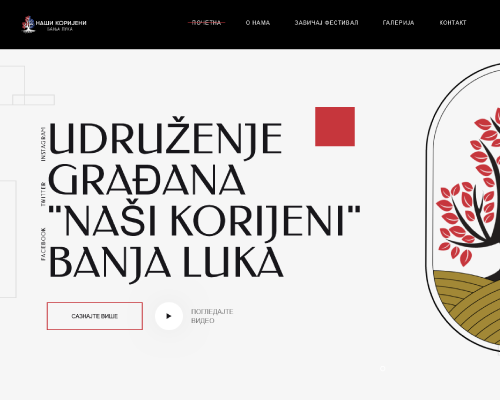 НАШИ КОРИЈЕНИ
БАЊА ЛУКА
ПОЧЕТНА
О НАМА
ЗАВИЧАЈ ФЕСТИВАЛ
ГАЛЕРИЈА
КОНТАКТ
INSTAGRAM
TWITTER
FACEBOOK
UDRUŽENJE
GRAĐANA
"NAŠI KORIJENI"
BANJA LUKA
САЗНАЈТЕ ВИШЕ
ПОГЛЕДАЈТЕ
ВИДЕО